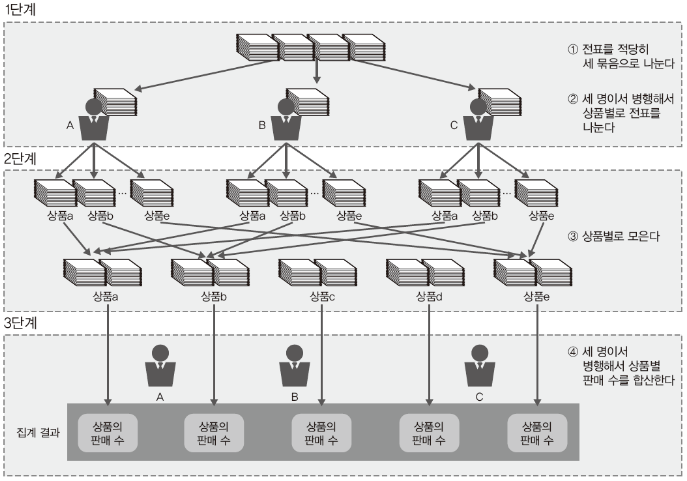 1단계
① 전표를 적당히
세 묶음으로 나눈다
② 세 명이서 병행해서
상품별로 전표를
나눈다
A
B
C
2단계
... ... ...
상품a 상품b 상품e 상품a 상품b 상품e 상품a 상품b 상품e
③ 상품별로 모은다
상품a 상품b 상품c 상품d 상품e
3단계
④ 세 명이서
병행해서 상품별
판매 수를 합산한다
A B C
집계 결과
상품의
판매 수
상품의
판매 수
상품의
판매 수
상품의
판매 수
상품의
판매 수